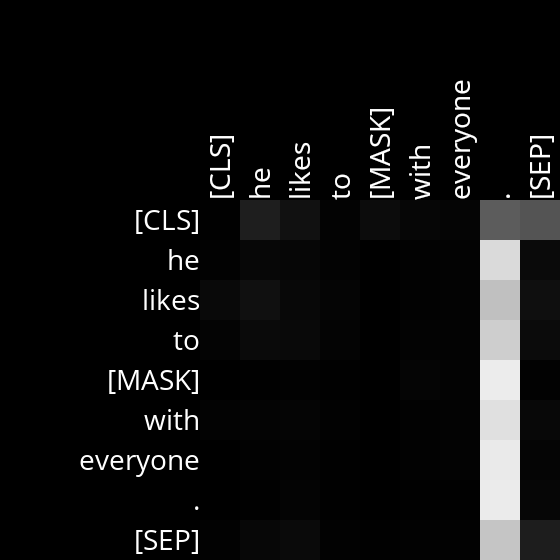 [CLS] he likes to [MASK] with everyone . [SEP]
[CLS]
he
likes
to
[MASK]
with
everyone
.
[SEP]